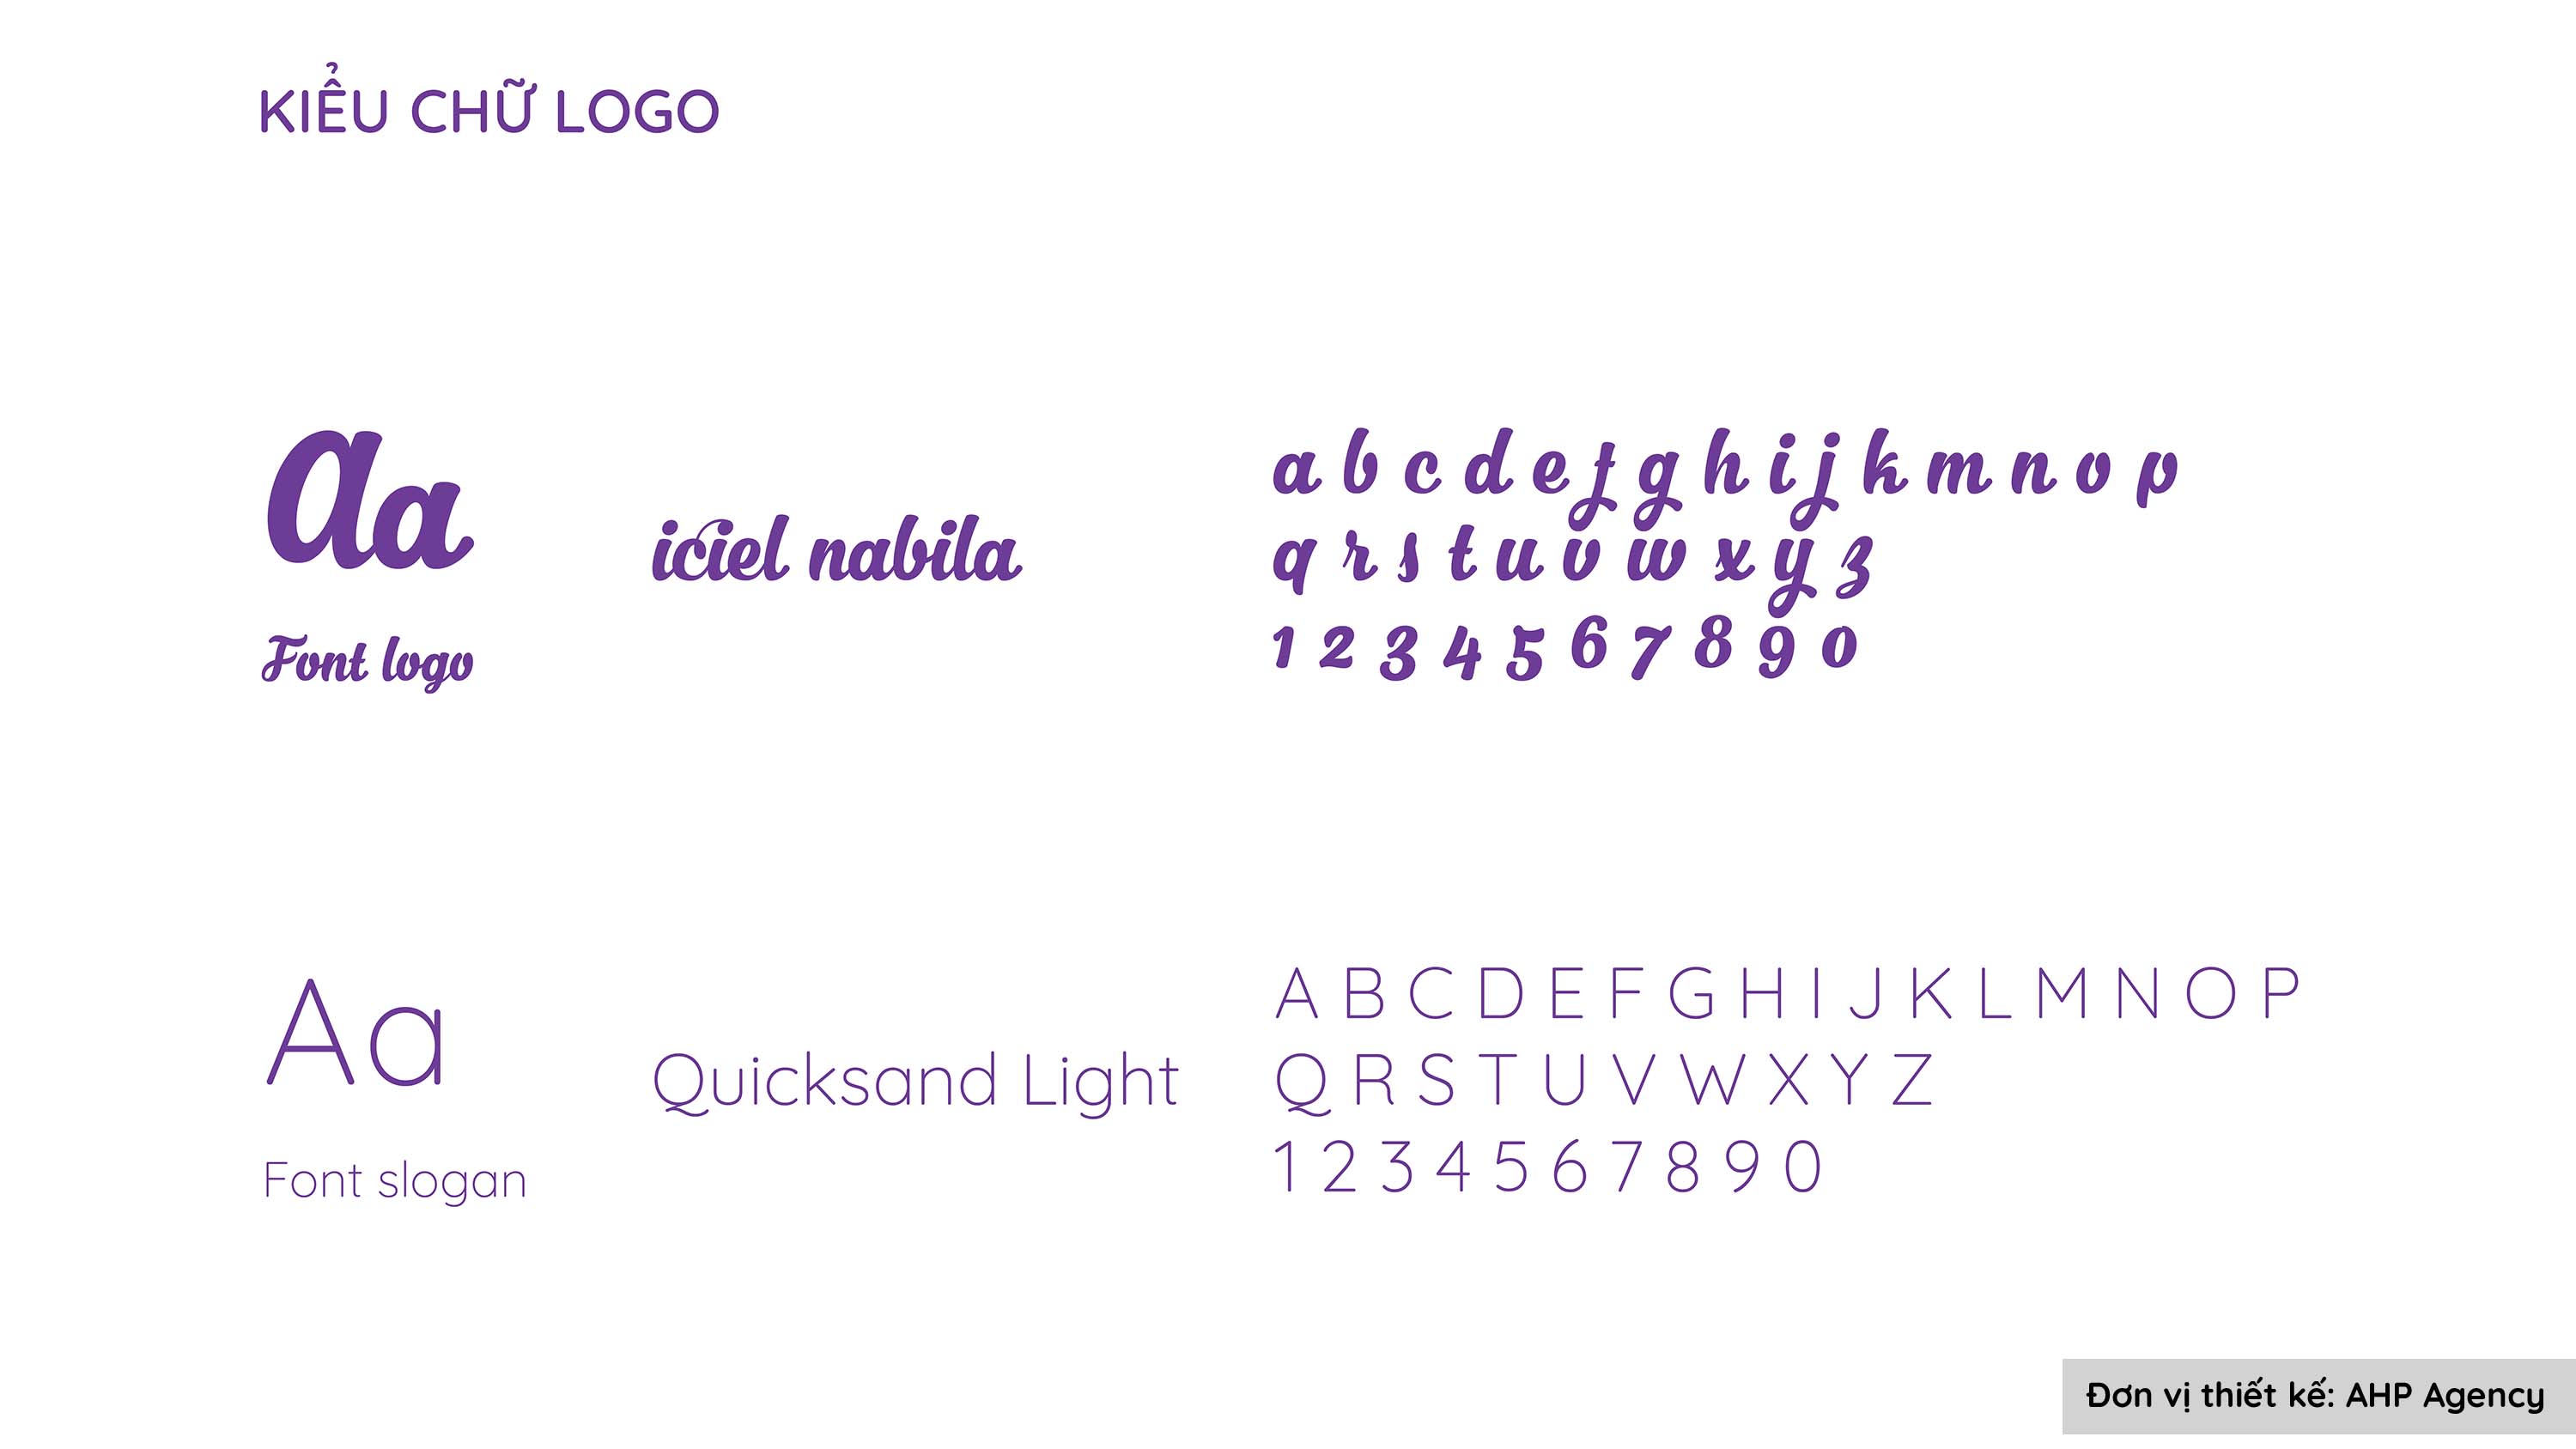 KIỂU CHỮ LOGO
Aa
Font logo
iciel nabila
a b c d e f g h i j k m n o p
q r s t u v w x y z
1 2 3 4 5 6 7 8 9 0
Aa
Font slogan
Quicksand Light
A B C D E F G H I J K L M N O P
Q R S T U V W X Y Z
1 2 3 4 5 6 7 8 9 0
Đơn vị thiết kế: AHP Agency